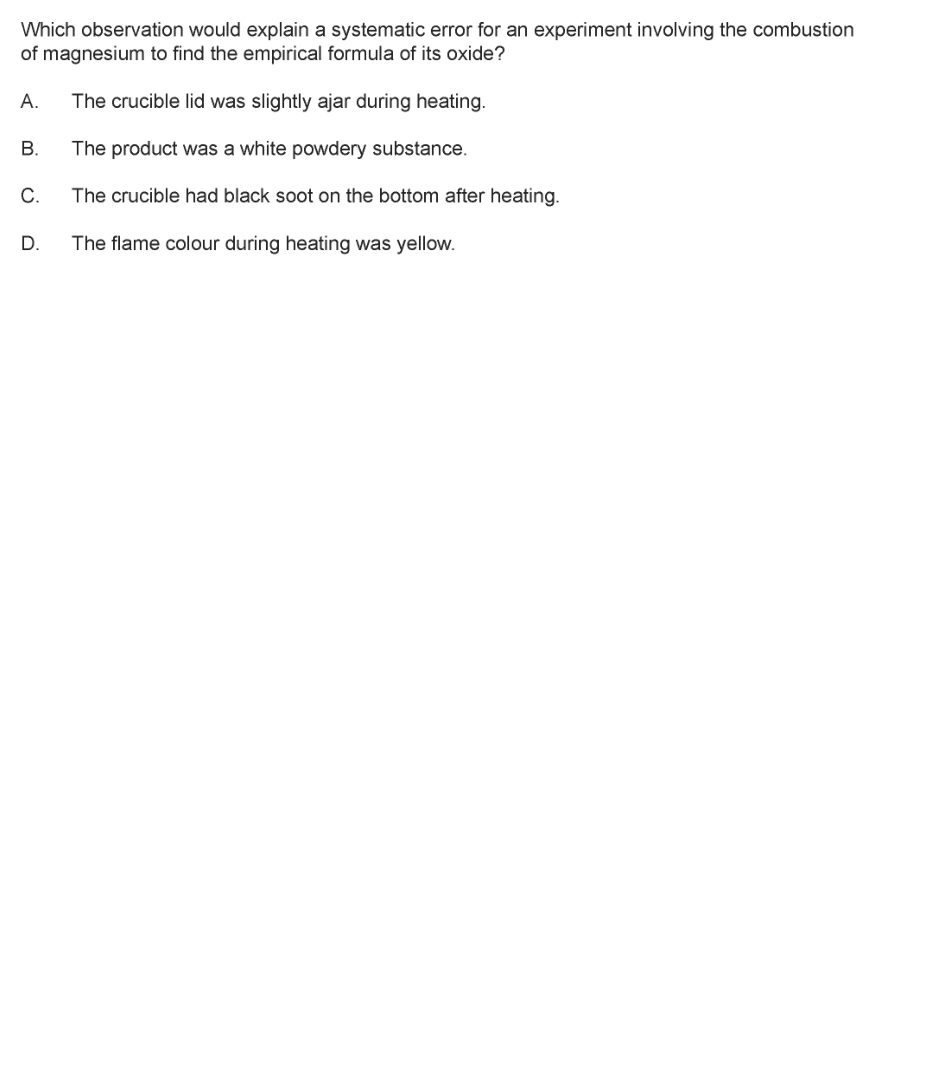 Which observation would explain a systematic error for an experiment involving the combustion
of magnesium to find the empirical formula of its oxide?
A. The crucible lid was slightly ajar during heating.
B. The product was a white powdery substance.
C. The crucible had black soot on the bottom after heating.
D. The flame colour during heating was yellow.